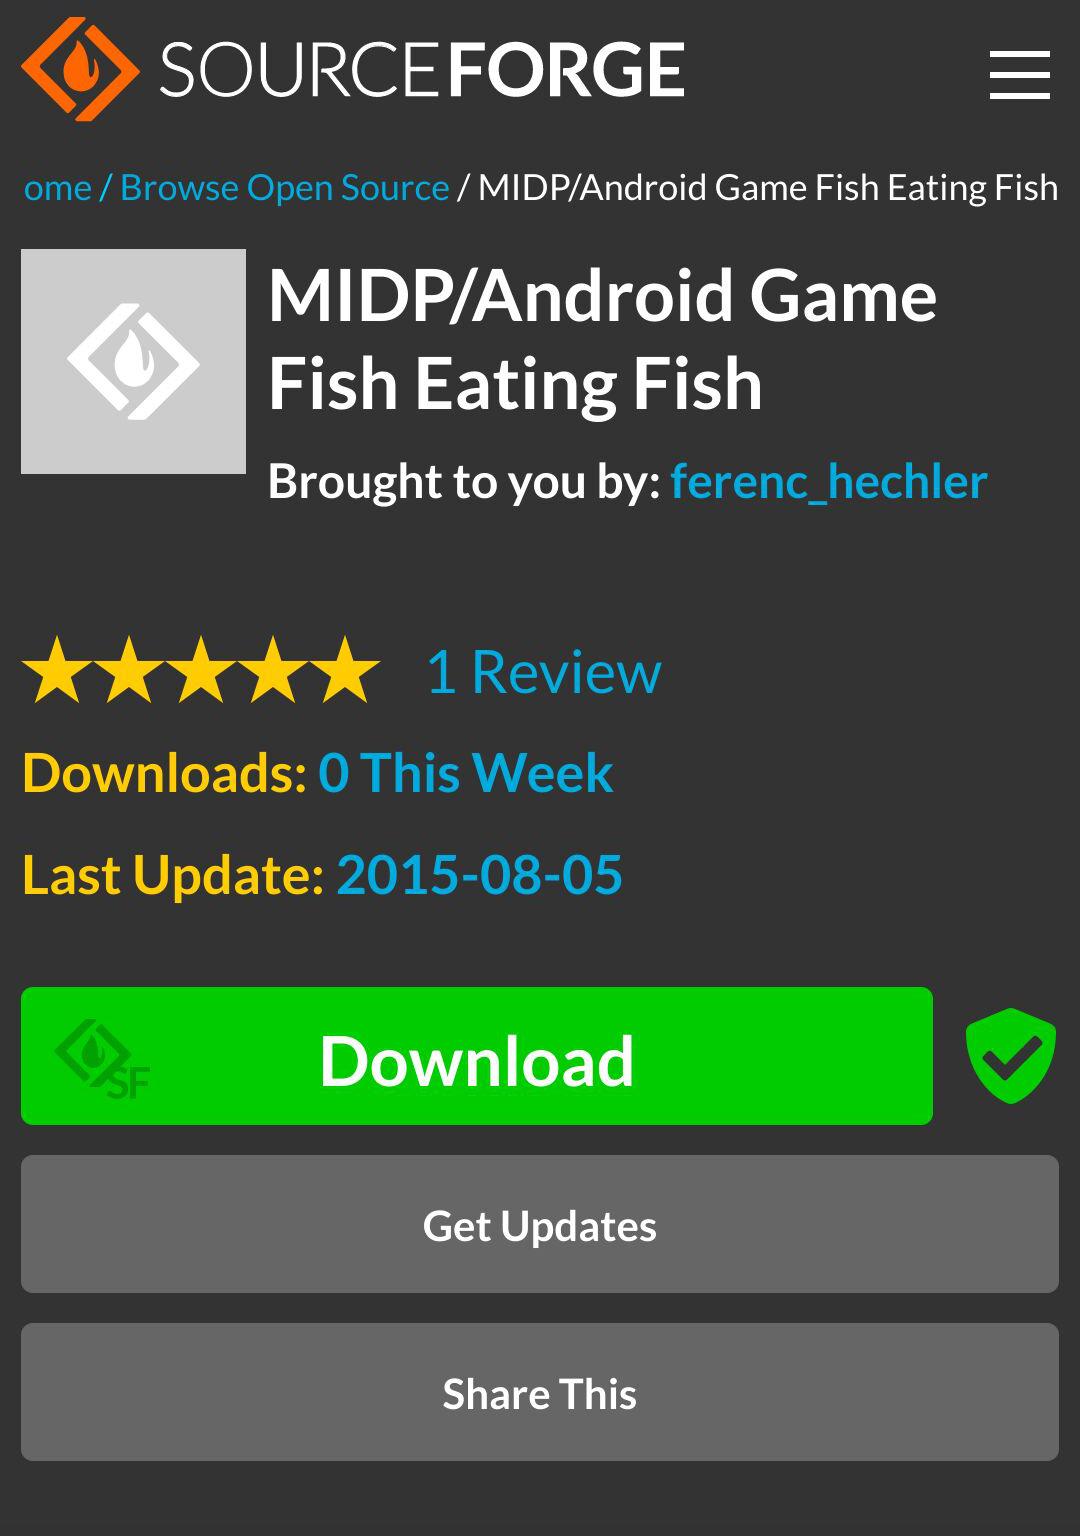 SOURCEFORGE
ome / Browse Open Source / MIDP/Android Game Fish Eating Fish
MIDP/Android Game
Fish Eating Fish
Brought to you by: ferenc_hechler
1 Review
Downloads: 0 This Week
Last Update: 2015-08-05
SF
Download
Get Updates
Share This